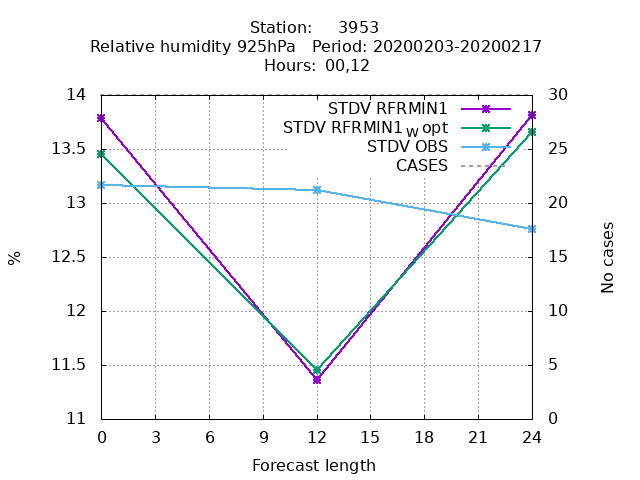 Station: 3953
Relative humidity 925hPa Period: 20200203-20200217
Hours: 00,12
STDV RFRMIN1
STDV RFRMIN1 w opt
STDV OBS
CASES
14
13.5
13
12.5
12
11.5
11
%
30
25
20
15
10
5
0
No cases
0 3 6 9 12 15 18 21 24
Forecast length